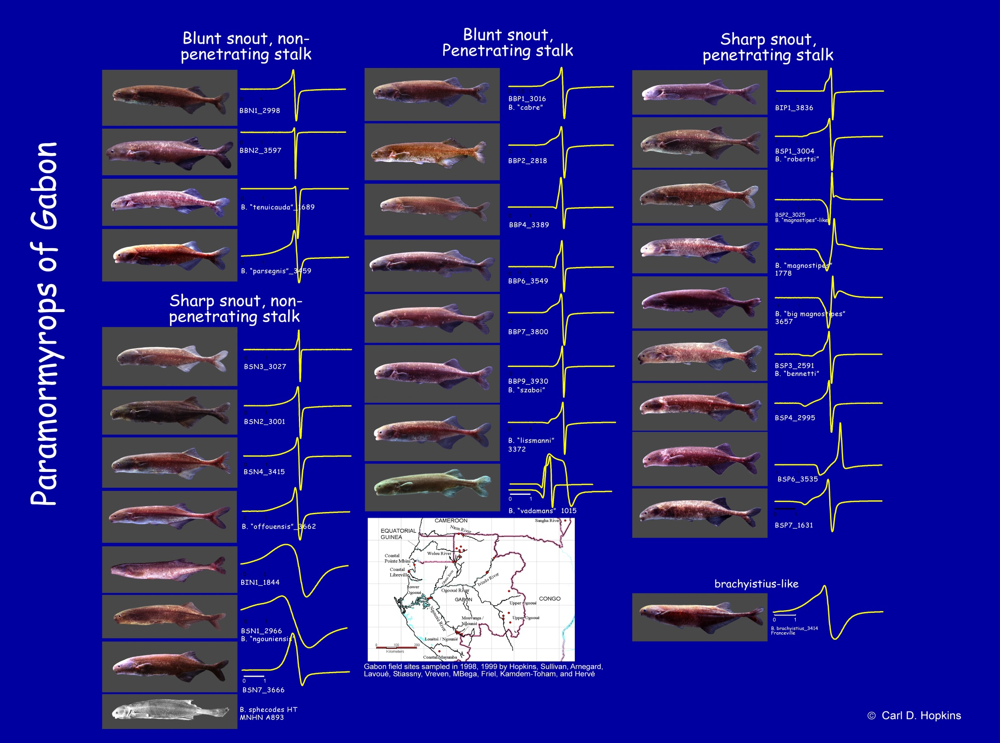 Paramormyrops of Gabon
Blunt snout, non-
penetrating stalk
BBN1_2998
BBN2_3597
B. "tenuicauda"_1689
B. "parsegnis"_3459
Sharp snout, non-
penetrating stalk
BSN3_3027
BSN2_3001
BSN4_3415
B. "offouensis"_3662
BIN1_1844
BSN1_2966
B. "ngouniensis"
0 1
BSN7_3666
B. sphecodes HT
MNHN A893
Blunt snout,
Penetrating stalk
BBP1_3016
B. "cabre"
BBP2_2818
BBP4_3389
BBP6_3549
BBP7_3800
BBP9_3930
B. "szaboi"
B. "lissmanni"
3372
0 1
B. "vadamans" 1015
CAMEROON
Sangha River
Ntem River
EQUATORIAL
GUINEA
Woleu River
Coastal
Pointe Mbini
Coastal
Libreville
Okano River
Ivindo River
Lower
Ogooué
Ogooué River
GABON
CONGO
Upper Ogooué
Ngounié River
Mouvanga /
Ngounié
Upper Ogooué
Louétsi / Ngounié
0 100 200
Kilometers
Coastal/Mayumba
Gabon field sites sampled in 1998, 1999 by Hopkins, Sullivan, Arnegard,
Lavoué, Stiassny, Vreven, MBega, Friel, Kamdem-Toham, and Hervé
Sharp snout,
penetrating stalk
BIP1_3836
BSP1_3004
B. "robertsi"
BSP2_3025
B. "magnostipes"-like
B. "magnostipes"
1778
B. "big magnostipes"
3657
BSP3_2591
B. "bennetti"
BSP4_2995
BSP6_3535
0 1
BSP7_1631
brachyistius-like
0 1
B. brachyistius_3414
Franceville
© Carl D. Hopkins